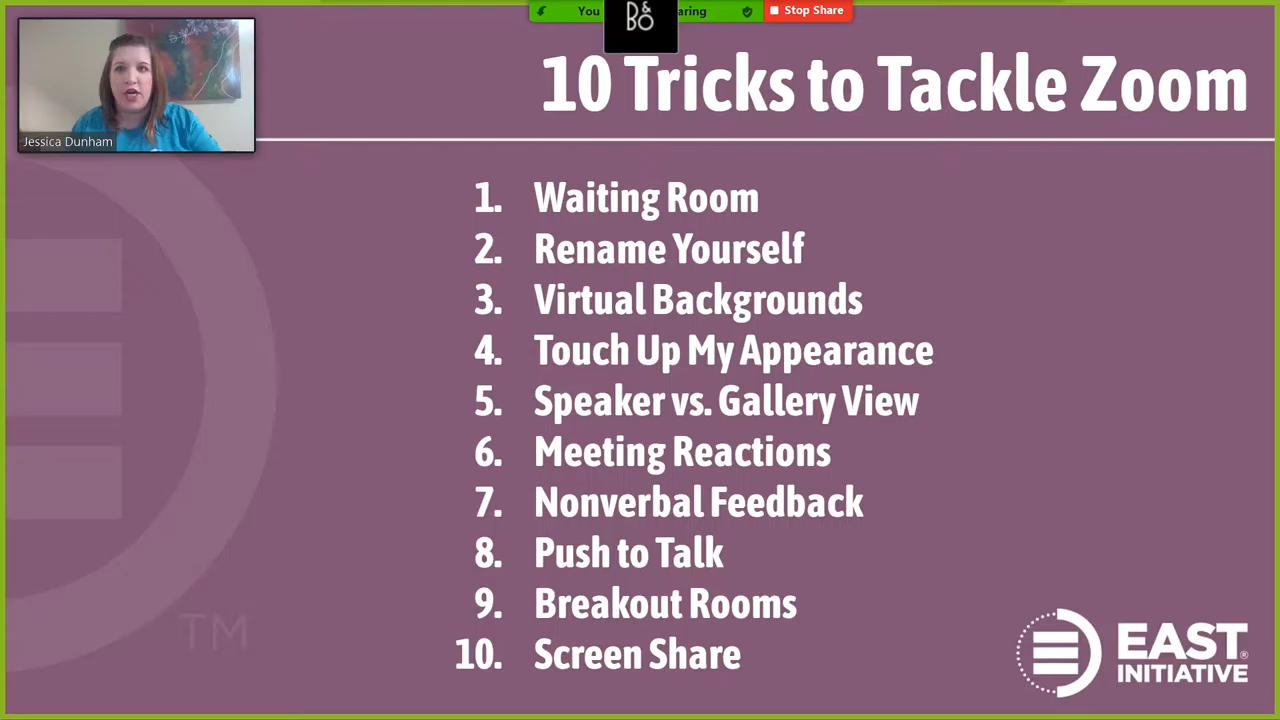 You
aring
Stop Share
B&
BO
10 Tricks to Tackle Zoom
Jessica Dunham
1. Waiting Room
2. Rename Yourself
3. Virtual Backgrounds
4. Touch Up My Appearance
5. Speaker vs. Gallery View
6. Meeting Reactions
7. Nonverbal Feedback
8. Push to Talk
9. Breakout Rooms
10. Screen Share
TM
EAST®
INITIATIVE